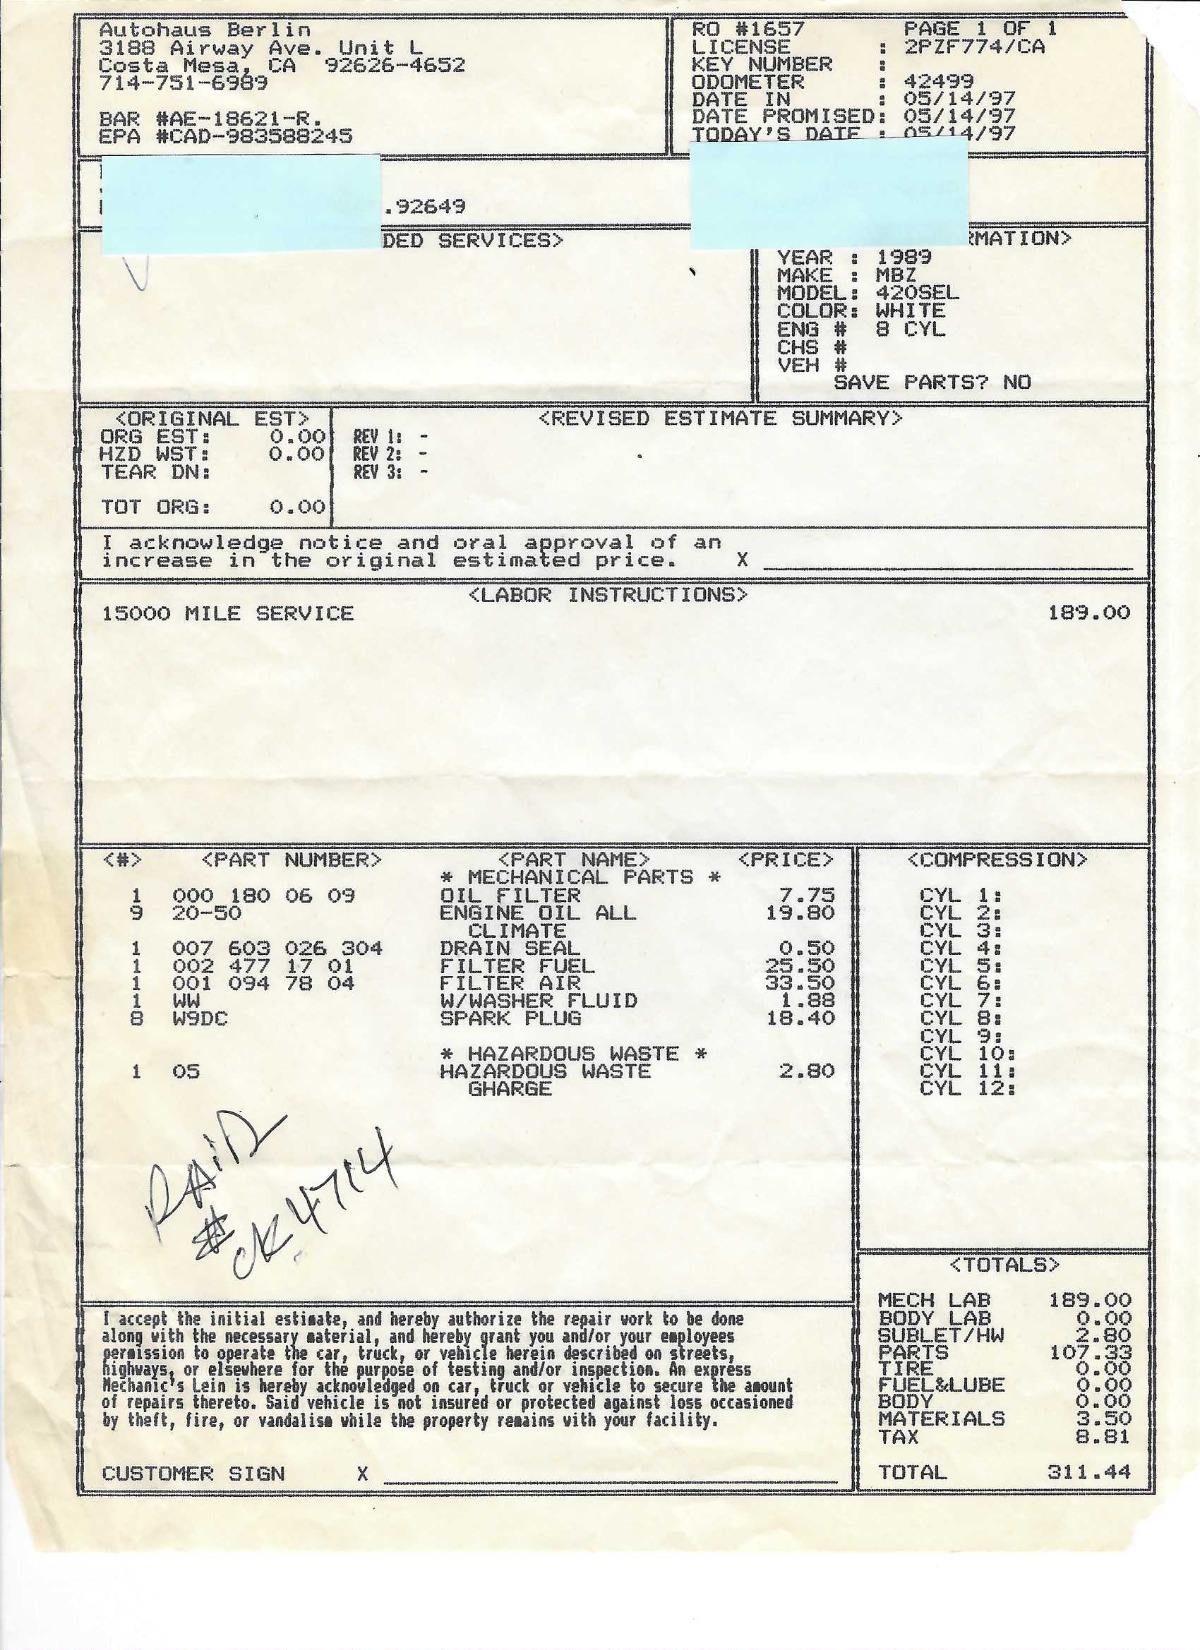 Autohaus Berlin
3188 Airway Ave. Unit L
Costa Mesa, CA 92626-4652
714-751-6989
BAR #AE-18621-R.
EPA #CAD-983588245
RO #1657 PAGE 1 OF 1
LICENSE : 2PZF774/CA
KEY NUMBER :
ODOMETER : 42499
DATE IN : 05/14/97
DATE PROMISED: 05/14/97
TODAY'S DATE : 05/14/97
.92649
DED SERVICES>
MATION>
YEAR : 1989
MAKE : MBZ
MODEL: 420SEL
COLOR: WHITE
ENG # 8 CYL
CHS #
VEH #
SAVE PARTS? NO
<ORIGINAL EST>
ORG EST: 0.00
HZD WST: 0.00
TEAR DN:
TOT ORG: 0.00
<REVISED ESTIMATE SUMMARY>
REV 1: -
REV 2: -
REV 3: -
I acknowledge notice and oral approval of an
increase in the original estimated price. X
<LABOR INSTRUCTIONS>
15000 MILE SERVICE 189.00
<#> <PART NUMBER> <PART NAME> <PRICE>
* MECHANICAL PARTS *
1 000 180 06 09 OIL FILTER 7.75
9 20-50 ENGINE OIL ALL 19.80
CLIMATE
1 007 603 026 304 DRAIN SEAL 0.50
1 002 477 17 01 FILTER FUEL 25.50
1 001 094 78 04 FILTER AIR 33.50
1 WW W/WASHER FLUID 1.88
8 W9DC SPARK PLUG 18.40
* HAZARDOUS WASTE *
1 05 HAZARDOUS WASTE 2.80
GHARGE
<COMPRESSION>
CYL 1:
CYL 2:
CYL 3:
CYL 4:
CYL 5:
CYL 6:
CYL 7:
CYL 8:
CYL 9:
CYL 10:
CYL 11:
CYL 12:
PAID
# CK 4714
I accept the initial estimate, and hereby authorize the repair work to be done
along with the necessary material, and hereby grant you and/or your employees
permission to operate the car, truck, or vehicle herein described on streets,
highways, or elsewhere for the purpose of testing and/or inspection. An express
Mechanic's Lein is hereby acknowledged on car, truck or vehicle to secure the amount
of repairs thereto. Said vehicle is not insured or protected against loss occasioned
by theft, fire, or vandalism while the property remains with your facility.
CUSTOMER SIGN X
<TOTALS>
MECH LAB 189.00
BODY LAB 0.00
SUBLET/HW 2.80
PARTS 107.33
TIRE 0.00
FUEL&LUBE 0.00
BODY 0.00
MATERIALS 3.50
TAX 8.81
TOTAL 311.44